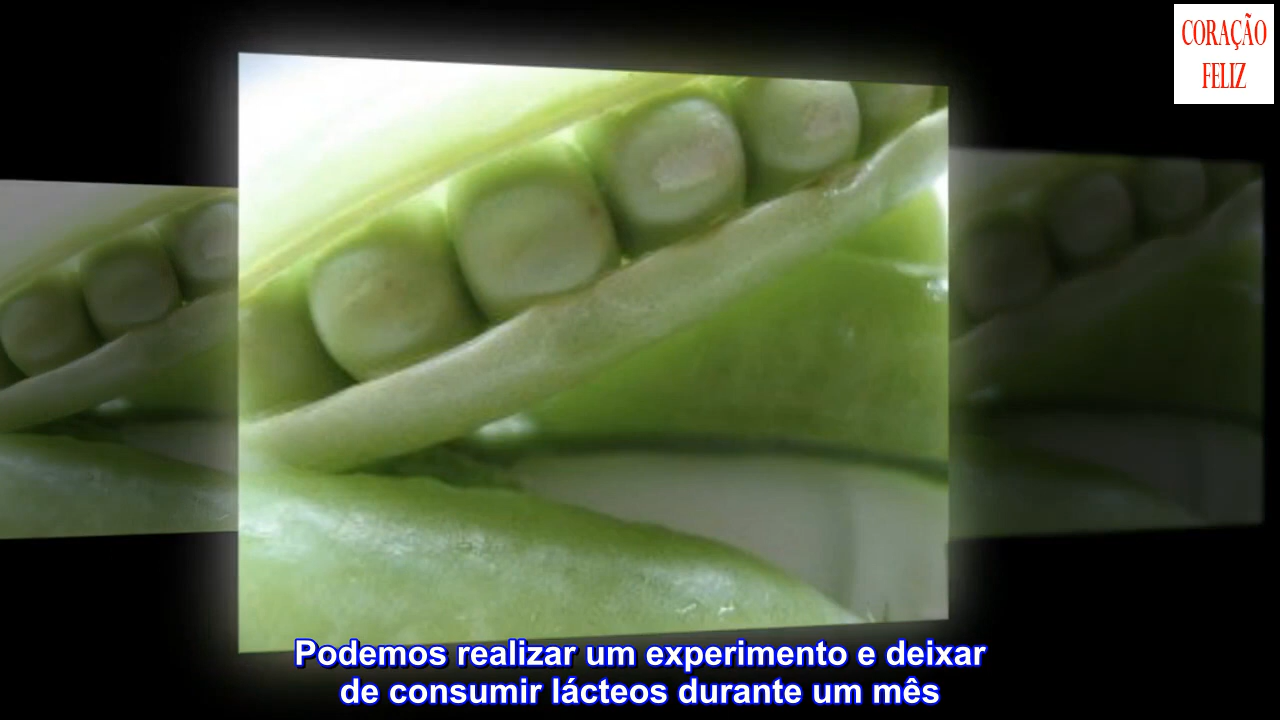 CORAÇÃO
FELIZ
Podemos realizar um experimento e deixar
de consumir lácteos durante um mês